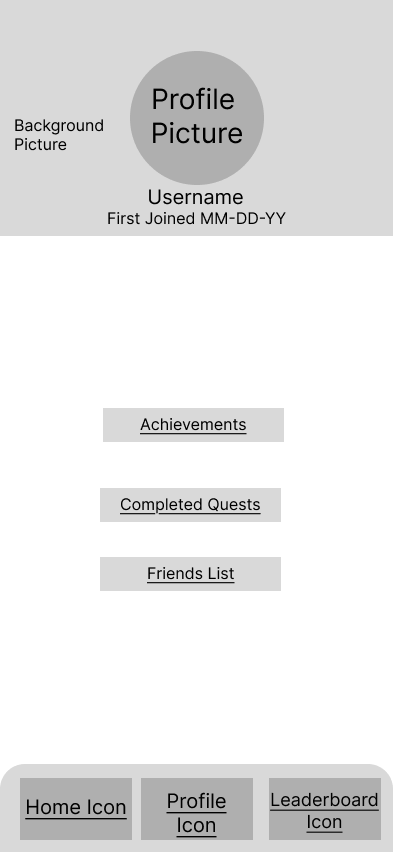 Profile
Picture
Background
Picture
Username
First Joined MM-DD-YY
Achievements
Completed Quests
Friends List
Home Icon
Profile
Icon
Leaderboard
Icon